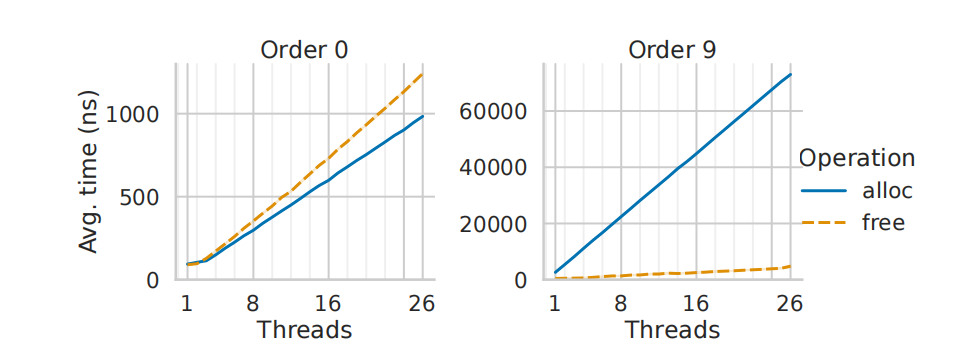 Order 0
Order 9
Avg. time (ns)
1000
500
0
1 8 16 26
Threads
60000
40000
20000
0
1 8 16 26
Threads
Operation
alloc
free